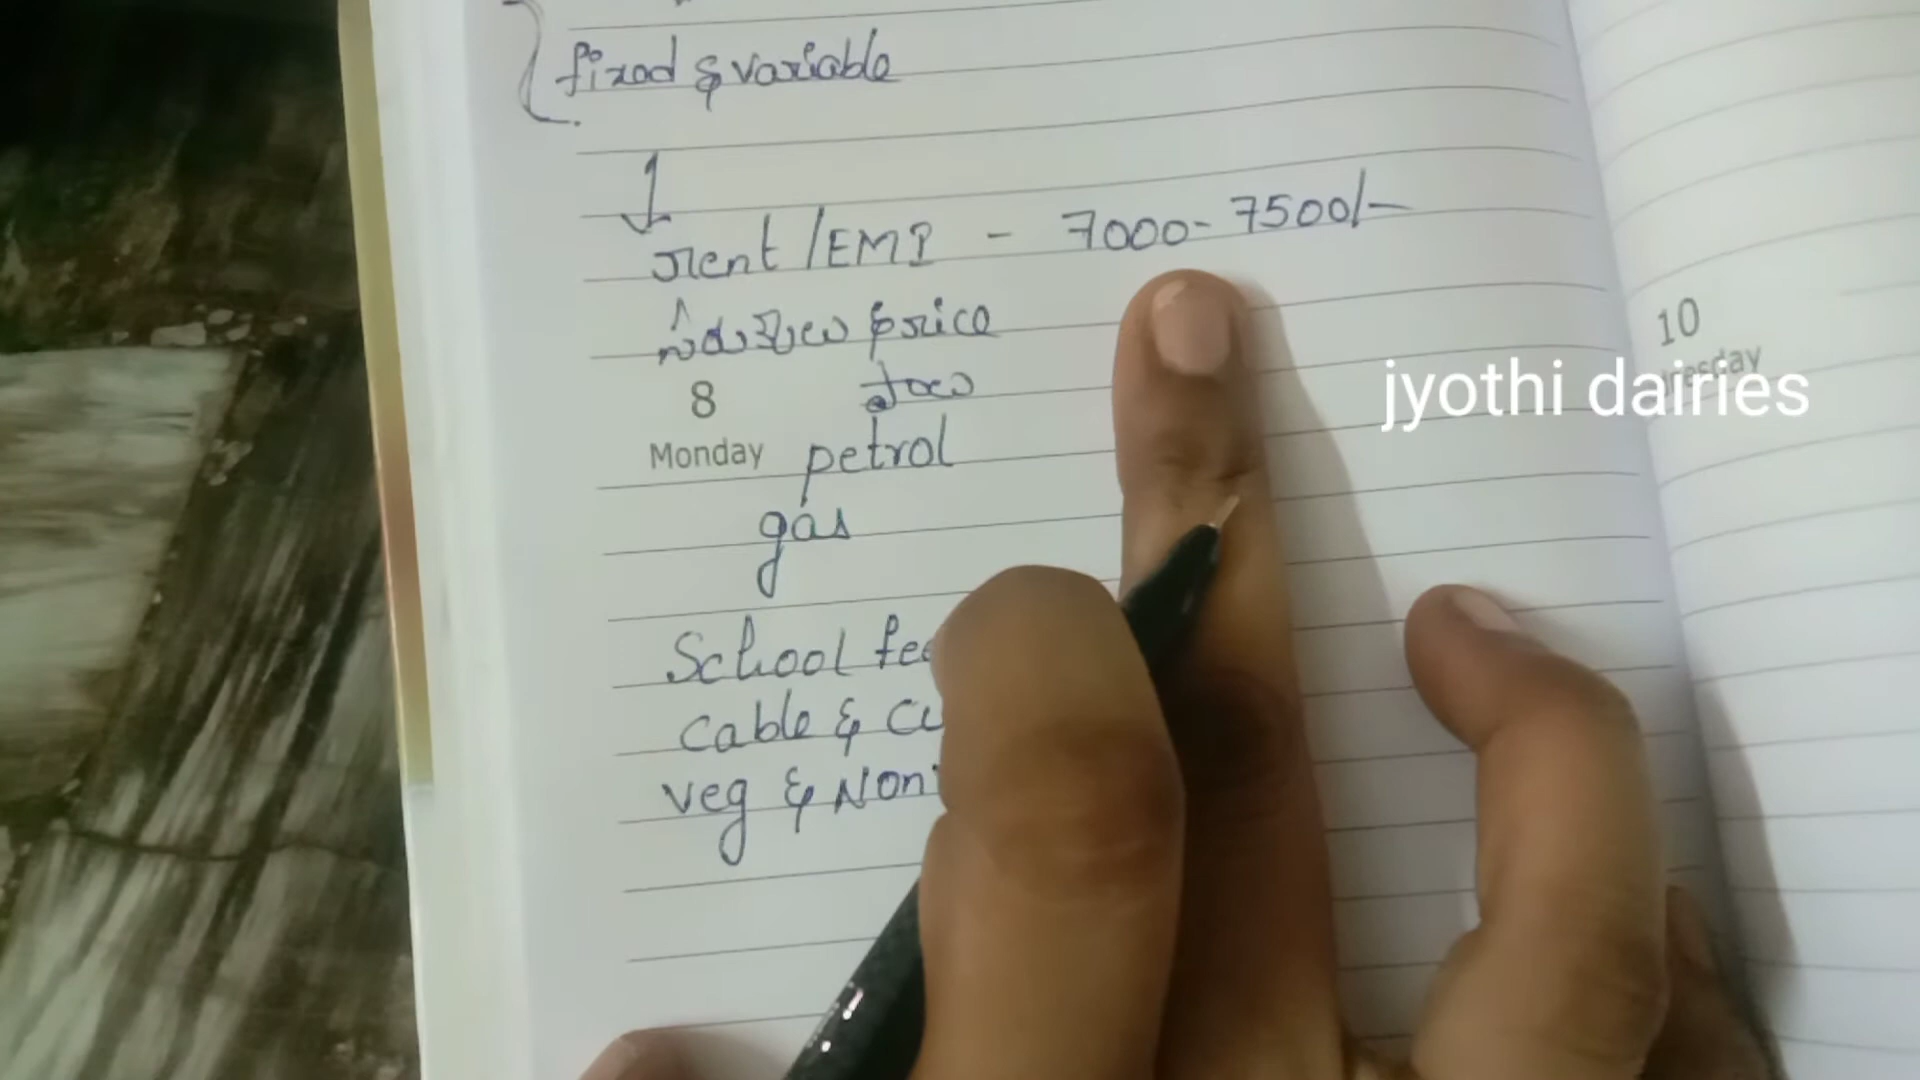 fixed & variable
rent /EMI - 7000-7500/-
price
8
Monday petrol
gas
School fee
cable & cu
veg & Non
10
jyothi dairies